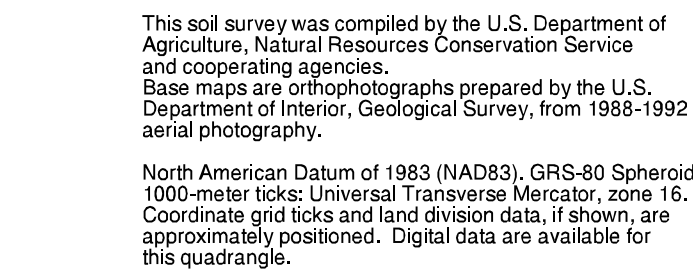 This soil survey was compiled by the U.S. Department of
Agriculture, Natural Resources Conservation Service
and cooperating agencies.
Base maps are orthophotographs prepared by the U.S.
Department of Interior, Geological Survey, from 1988-1992
aerial photography.
North American Datum of 1983 (NAD83). GRS-80 Spheroid
1000-meter ticks: Universal Transverse Mercator, zone 16.
Coordinate grid ticks and land division data, if shown, are
approximately positioned. Digital data are available for
this quadrangle.